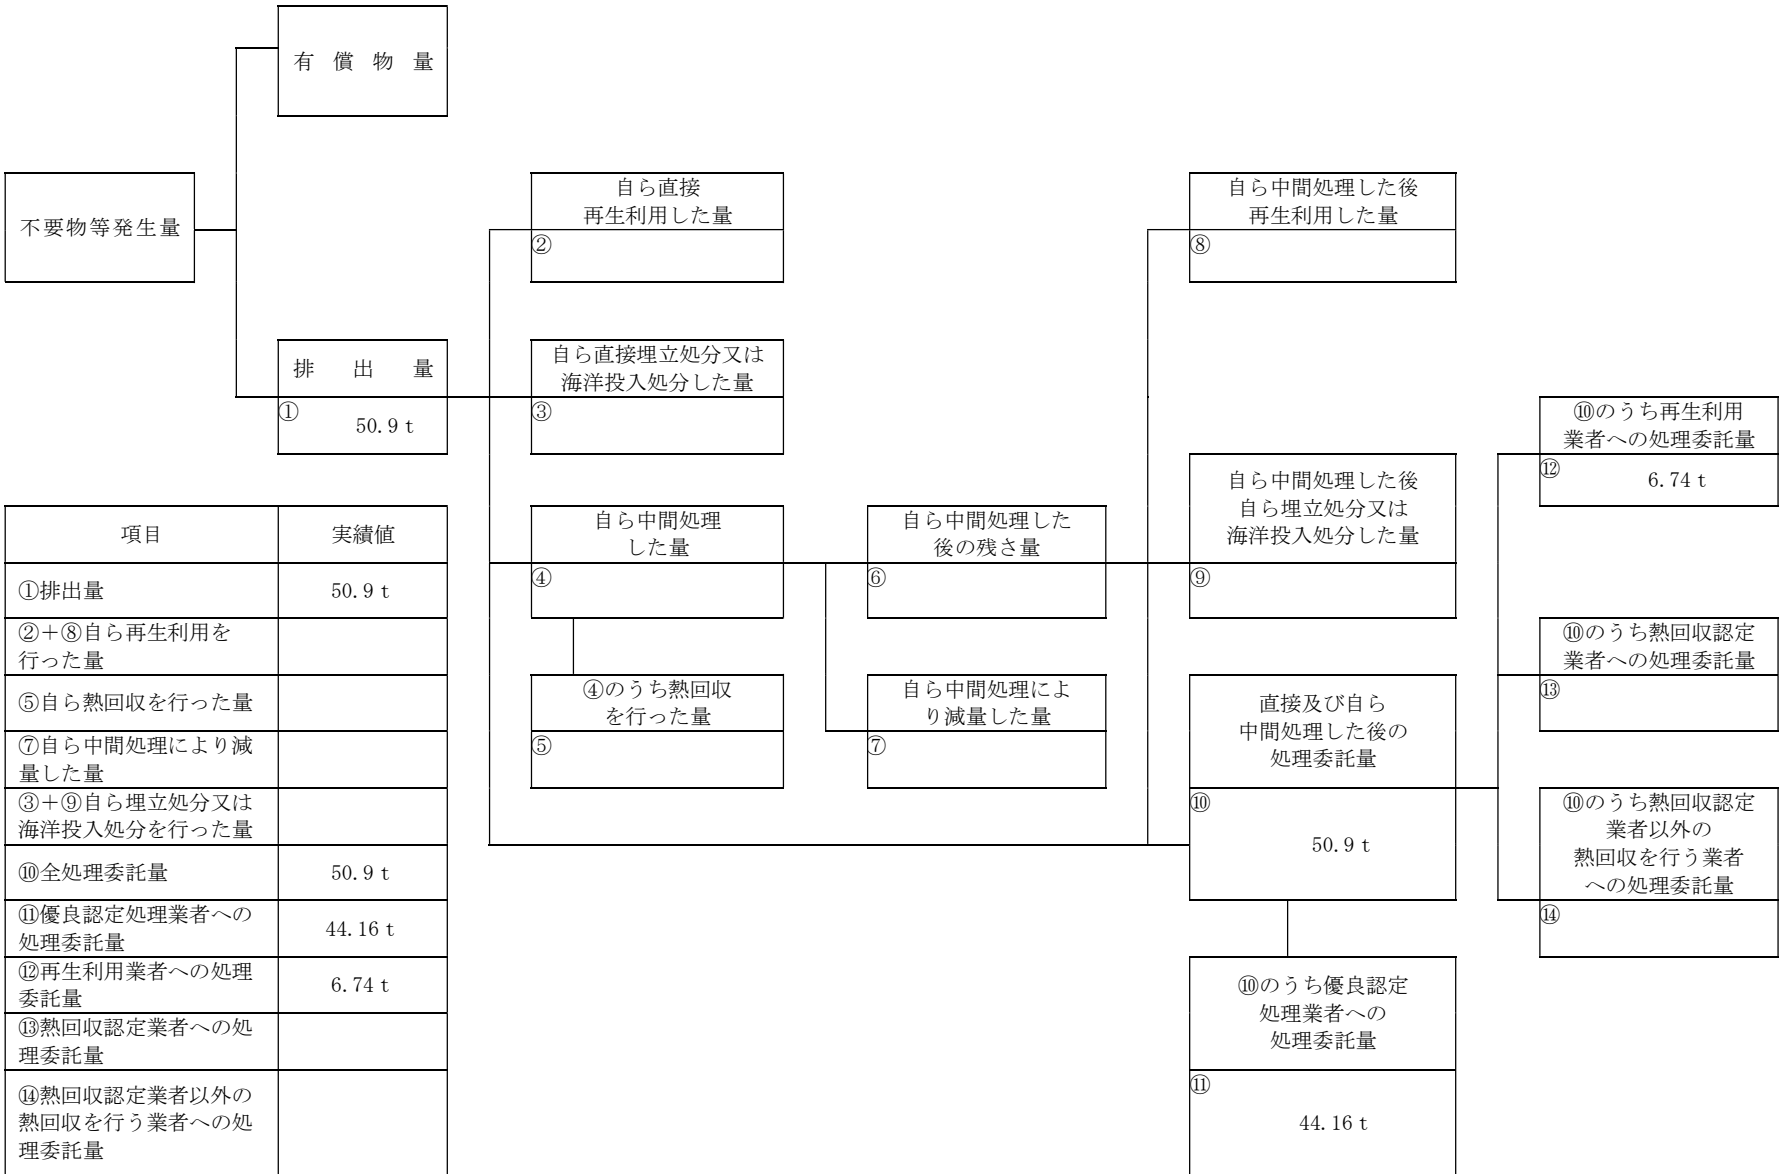 有償物量
不要物等発生量
排出量
① 50.9 t
自ら直接
再生利用した量
②
自ら直接埋立処分又は
海洋投入処分した量
③
自ら中間処理
した量
④
④のうち熱回収
を行った量
⑤
自ら中間処理した
後の残さ量
⑥
自ら中間処理によ
り減量した量
⑦
自ら中間処理した後
再生利用した量
⑧
自ら中間処理した後
自ら埋立処分又は
海洋投入処分した量
⑨
直接及び自ら
中間処理した後の
処理委託量
⑩
50.9 t
⑩のうち優良認定
処理業者への
処理委託量
⑪
44.16 t
⑩のうち再生利用
業者への処理委託量
⑫ 6.74 t
⑩のうち熱回収認定
業者への処理委託量
⑬
⑩のうち熱回収認定
業者以外の
熱回収を行う業者
への処理委託量
⑭
項目 実績値
①排出量 50.9 t
②+⑧自ら再生利用を
行った量
⑤自ら熱回収を行った量
⑦自ら中間処理により減
量した量
③+⑨自ら埋立処分又は
海洋投入処分を行った量
⑩全処理委託量 50.9 t
⑪優良認定処理業者への
処理委託量 44.16 t
⑫再生利用業者への処理
委託量 6.74 t
⑬熱回収認定業者への処
理委託量
⑭熱回収認定業者以外の
熱回収を行う業者への処
理委託量